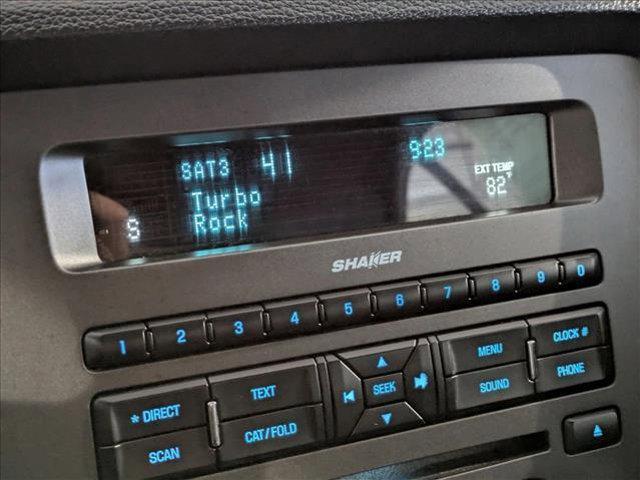 SAT3 41 923
EXT TEMP
Turbo 82°F
S Rock
SHAKER
1 2 3 4 5 6 7 8 9 0
MENU CLOCK #
* DIRECT TEXT SEEK SOUND PHONE
SCAN CAT/FOLD